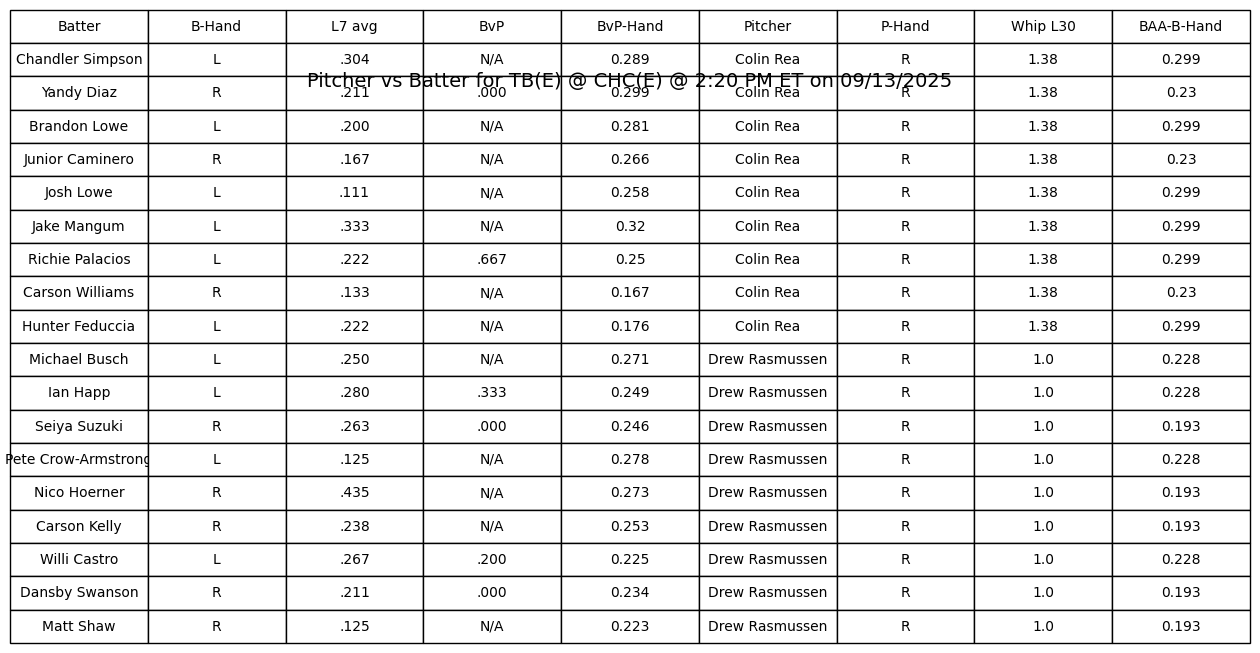 Batter B-Hand L7 avg BvP BvP-Hand Pitcher P-Hand Whip L30 BAA-B-Hand
Chandler Simpson L .304 N/A 0.289 Colin Rea R 1.38 0.299
Pitcher vs Batter for TB(E) @ CHC(E) @ 2:20 PM ET on 09/13/2025
Yandy Diaz R .211 .000 0.299 Colin Rea R 1.38 0.23
Brandon Lowe L .200 N/A 0.281 Colin Rea R 1.38 0.299
Junior Caminero R .167 N/A 0.266 Colin Rea R 1.38 0.23
Josh Lowe L .111 N/A 0.258 Colin Rea R 1.38 0.299
Jake Mangum L .333 N/A 0.32 Colin Rea R 1.38 0.299
Richie Palacios L .222 .667 0.25 Colin Rea R 1.38 0.299
Carson Williams R .133 N/A 0.167 Colin Rea R 1.38 0.23
Hunter Feduccia L .222 N/A 0.176 Colin Rea R 1.38 0.299
Michael Busch L .250 N/A 0.271 Drew Rasmussen R 1.0 0.228
Ian Happ L .280 .333 0.249 Drew Rasmussen R 1.0 0.228
Seiya Suzuki R .263 .000 0.246 Drew Rasmussen R 1.0 0.193
Pete Crow-Armstrong L .125 N/A 0.278 Drew Rasmussen R 1.0 0.228
Nico Hoerner R .435 N/A 0.273 Drew Rasmussen R 1.0 0.193
Carson Kelly R .238 N/A 0.253 Drew Rasmussen R 1.0 0.193
Willi Castro L .267 .200 0.225 Drew Rasmussen R 1.0 0.228
Dansby Swanson R .211 .000 0.234 Drew Rasmussen R 1.0 0.193
Matt Shaw R .125 N/A 0.223 Drew Rasmussen R 1.0 0.193